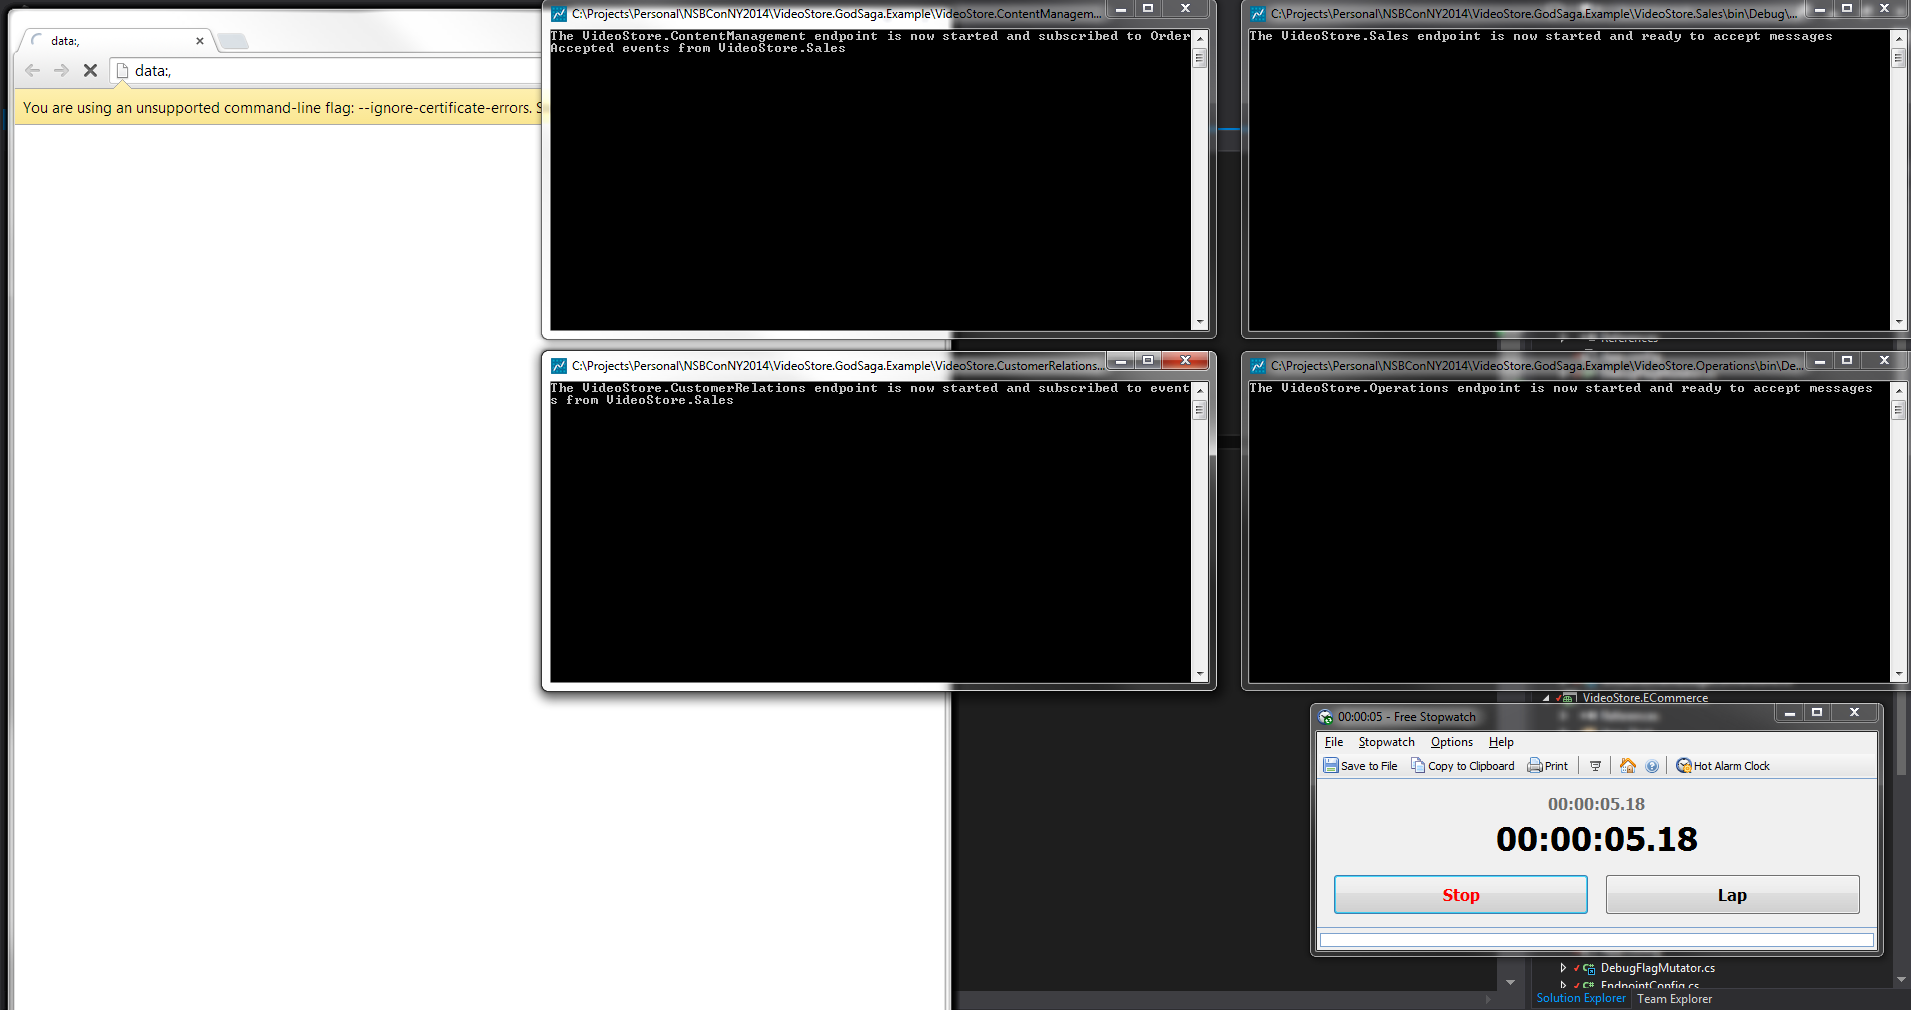 data:,
data:,
You are using an unsupported command-line flag: --ignore-certificate-errors. S
C:\Projects\Personal\NSBConNY2014\VideoStore.GodSaga.Example\VideoStore.ContentManagem...
The VideoStore.ContentManagement endpoint is now started and subscribed to Order
Accepted events from VideoStore.Sales
C:\Projects\Personal\NSBConNY2014\VideoStore.GodSaga.Example\VideoStore.Sales\bin\Debug\...
The VideoStore.Sales endpoint is now started and ready to accept messages
References
C:\Projects\Personal\NSBConNY2014\VideoStore.GodSaga.Example\VideoStore.CustomerRelations...
The VideoStore.CustomerRelations endpoint is now started and subscribed to event
s from VideoStore.Sales
C:\Projects\Personal\NSBConNY2014\VideoStore.GodSaga.Example\VideoStore.Operations\bin\De...
The VideoStore.Operations endpoint is now started and ready to accept messages
VideoStore.ECommerce
References
00:00:05 - Free Stopwatch
File Stopwatch Options Help
Save to File Copy to Clipboard Print Hot Alarm Clock
00:00:05.18
00:00:05.18
Stop Lap
C# DebugFlagMutator.cs
C# EndpointConfig.cs
Solution Explorer Team Explorer